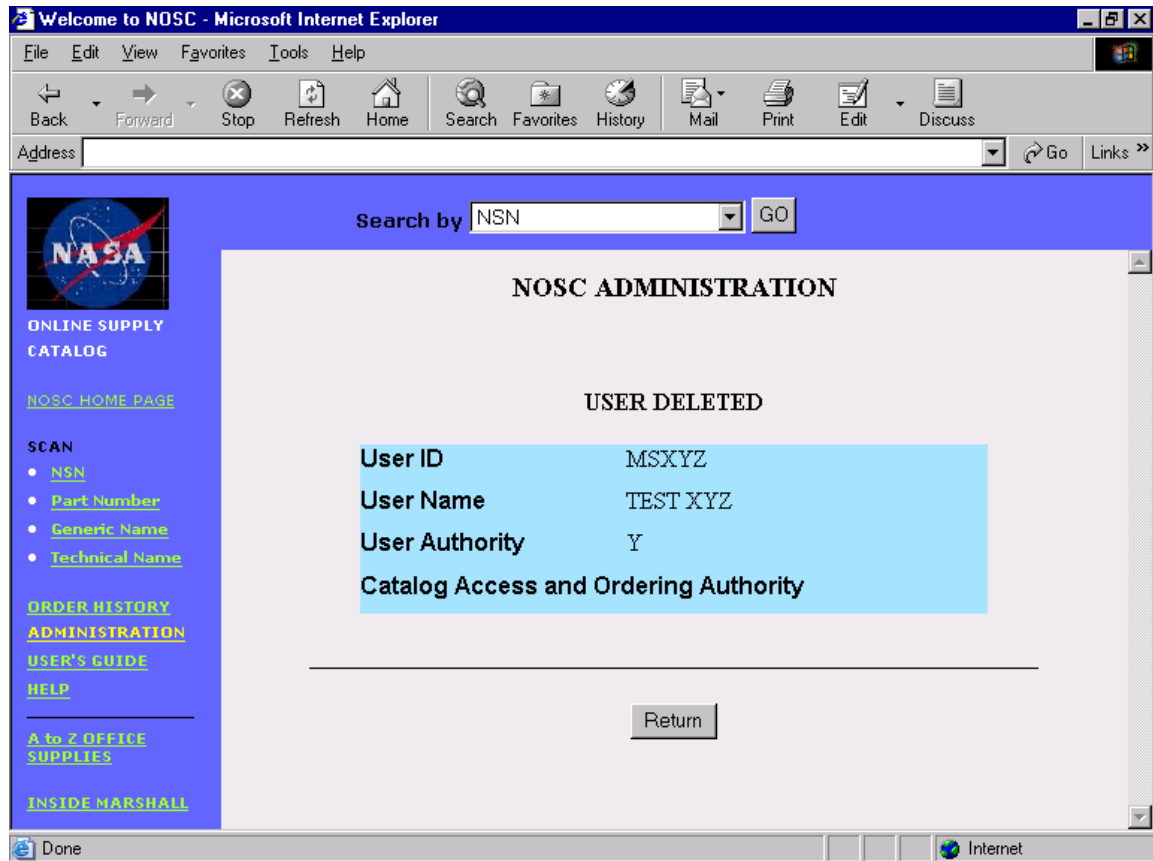 Welcome to NOSC - Microsoft Internet Explorer
File Edit View Favorites Tools Help
Back Forward Stop Refresh Home Search Favorites History Mail Print Edit Discuss
Address Go Links »
NASA
ONLINE SUPPLY
CATALOG
NOSC HOME PAGE
SCAN
• NSN
• Part Number
• Generic Name
• Technical Name
ORDER HISTORY
ADMINISTRATION
USER'S GUIDE
HELP
A to Z OFFICE
SUPPLIES
INSIDE MARSHALL
Search by NSN GO
NOSC ADMINISTRATION
USER DELETED
User ID MSXYZ
User Name TEST XYZ
User Authority Y
Catalog Access and Ordering Authority
Return
Done Internet